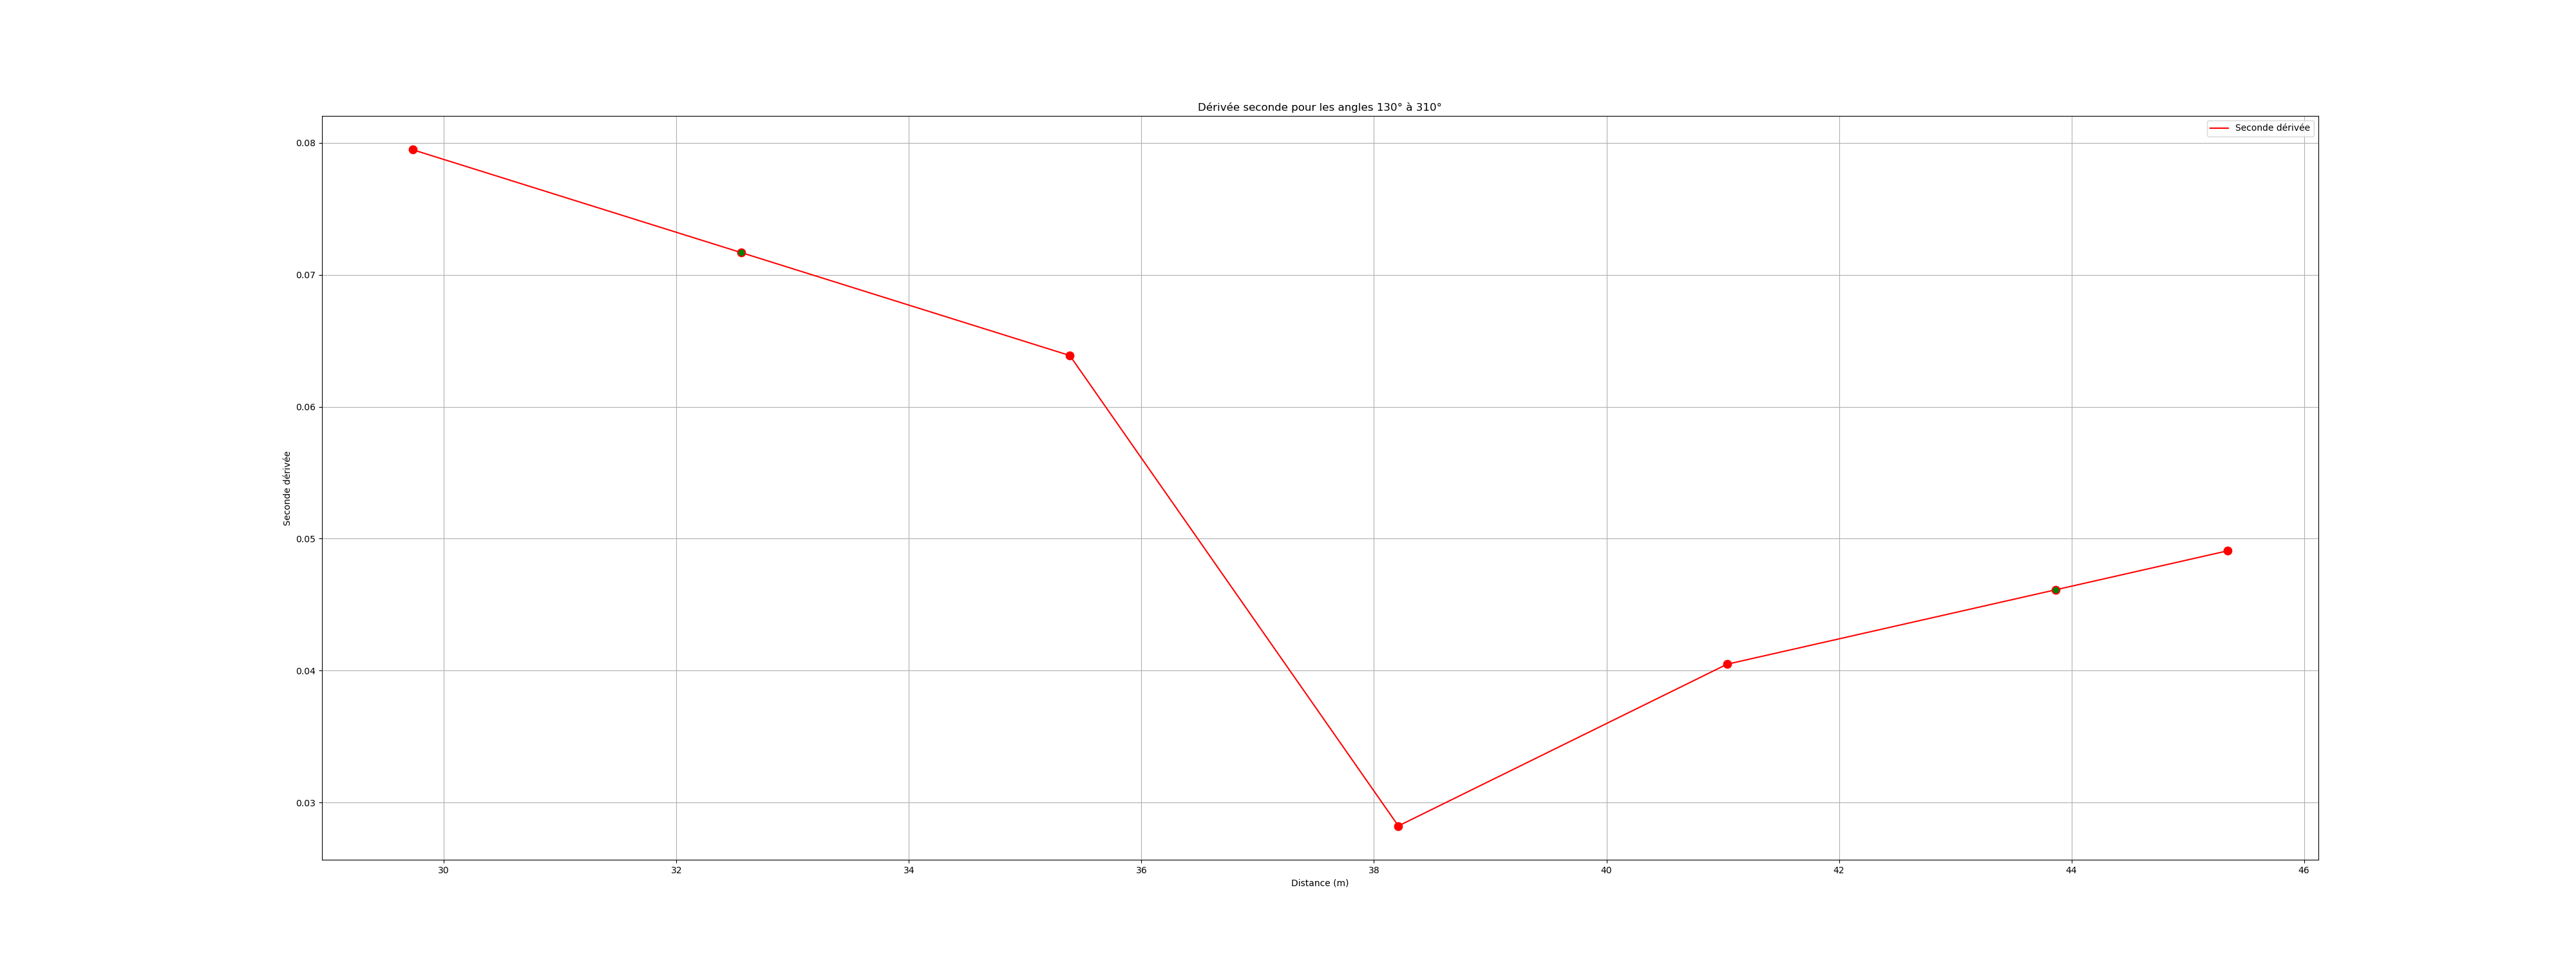 Dérivée seconde pour les angles 130° à 310°
Seconde dérivée
0.08
0.07
0.06
0.05
0.04
0.03
Seconde dérivée
30 32 34 36 38 40 42 44 46
Distance (m)